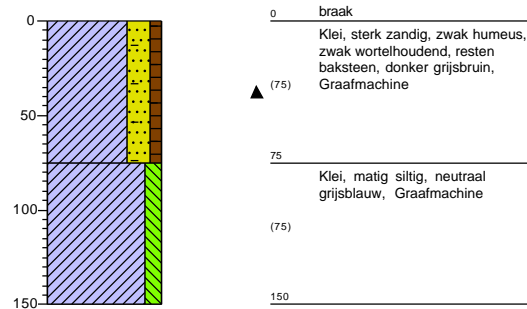 0
50
100
150
0 braak
Klei, sterk zandig, zwak humeus,
zwak wortelhoudend, resten
baksteen, donker grijsbruin,
(75) Graafmachine
75
Klei, matig siltig, neutraal
grijsblauw, Graafmachine
(75)
150